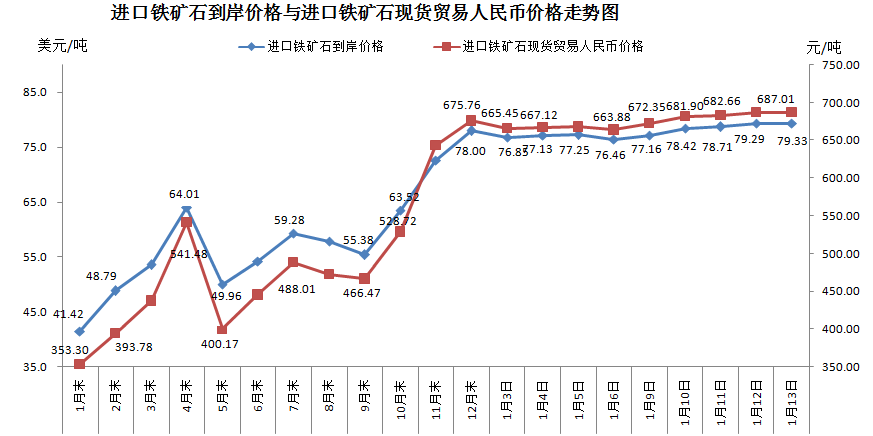 进口铁矿石到岸价格与进口铁矿石现货贸易人民币价格走势图
美元/吨
进口铁矿石到岸价格
进口铁矿石现货贸易人民币价格
元/吨
85.0
75.0
65.0
55.0
45.0
35.0
750.00
700.00
650.00
600.00
550.00
500.00
450.00
400.00
350.00
41.42
48.79
64.01
49.96
59.28
55.38
63.52
78.00
76.85
77.13
77.25
76.46
77.16
78.42
78.71
79.29
79.33
353.30
393.78
541.48
400.17
488.01
466.47
528.72
675.76
665.45
667.12
663.88
672.35
681.90
682.66
687.01
1月末
2月末
3月末
4月末
5月末
6月末
7月末
8月末
9月末
10月末
11月末
12月末
1月3日
1月4日
1月5日
1月6日
1月9日
1月10日
1月11日
1月12日
1月13日